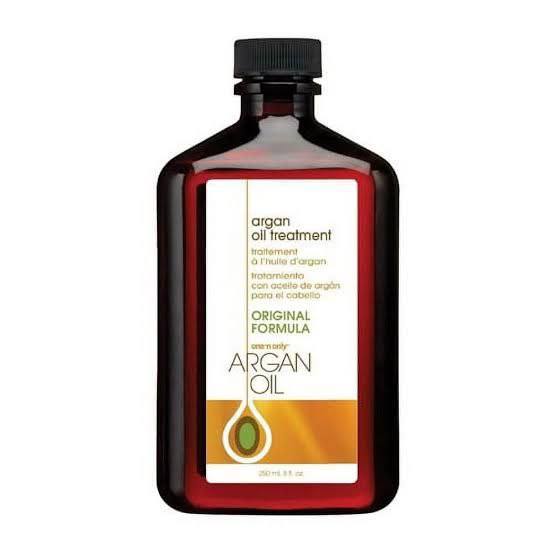 argan
oil treatment
traitement
à l'huile d'argan
tratamiento
con aceite de argán
para el cabello
ORIGINAL
FORMULA
one 'n only™
ARGAN
OIL
250 mL 8 fl. oz.